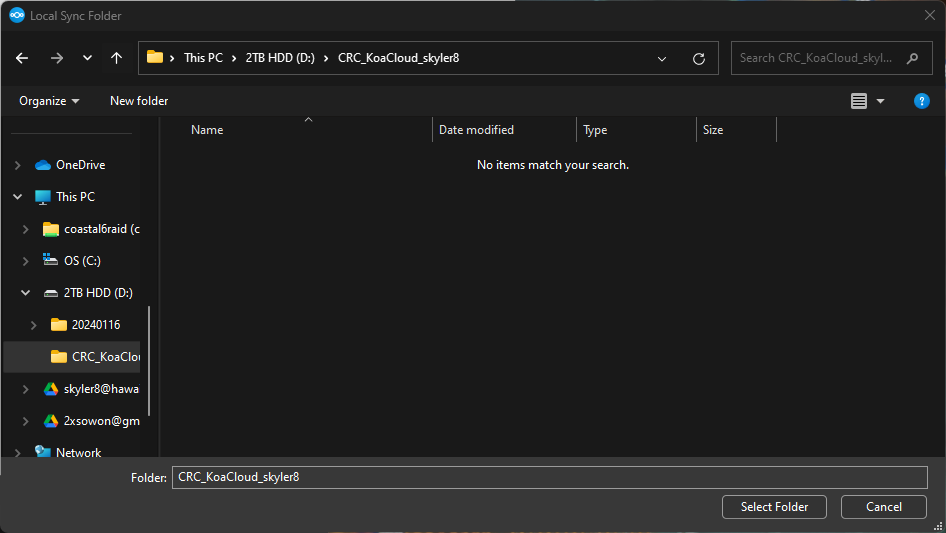 Local Sync Folder
This PC > 2TB HDD (D:) > CRC_KoaCloud_skyler8
Search CRC_KoaCloud_skyl...
Organize New folder
Name Date modified Type Size
No items match your search.
OneDrive
This PC
coastal6raid (c
OS (C:)
2TB HDD (D:)
20240116
CRC_KoaClou
skyler8@hawa
2xsowon@gm
Network
Folder: CRC_KoaCloud_skyler8
Select Folder Cancel